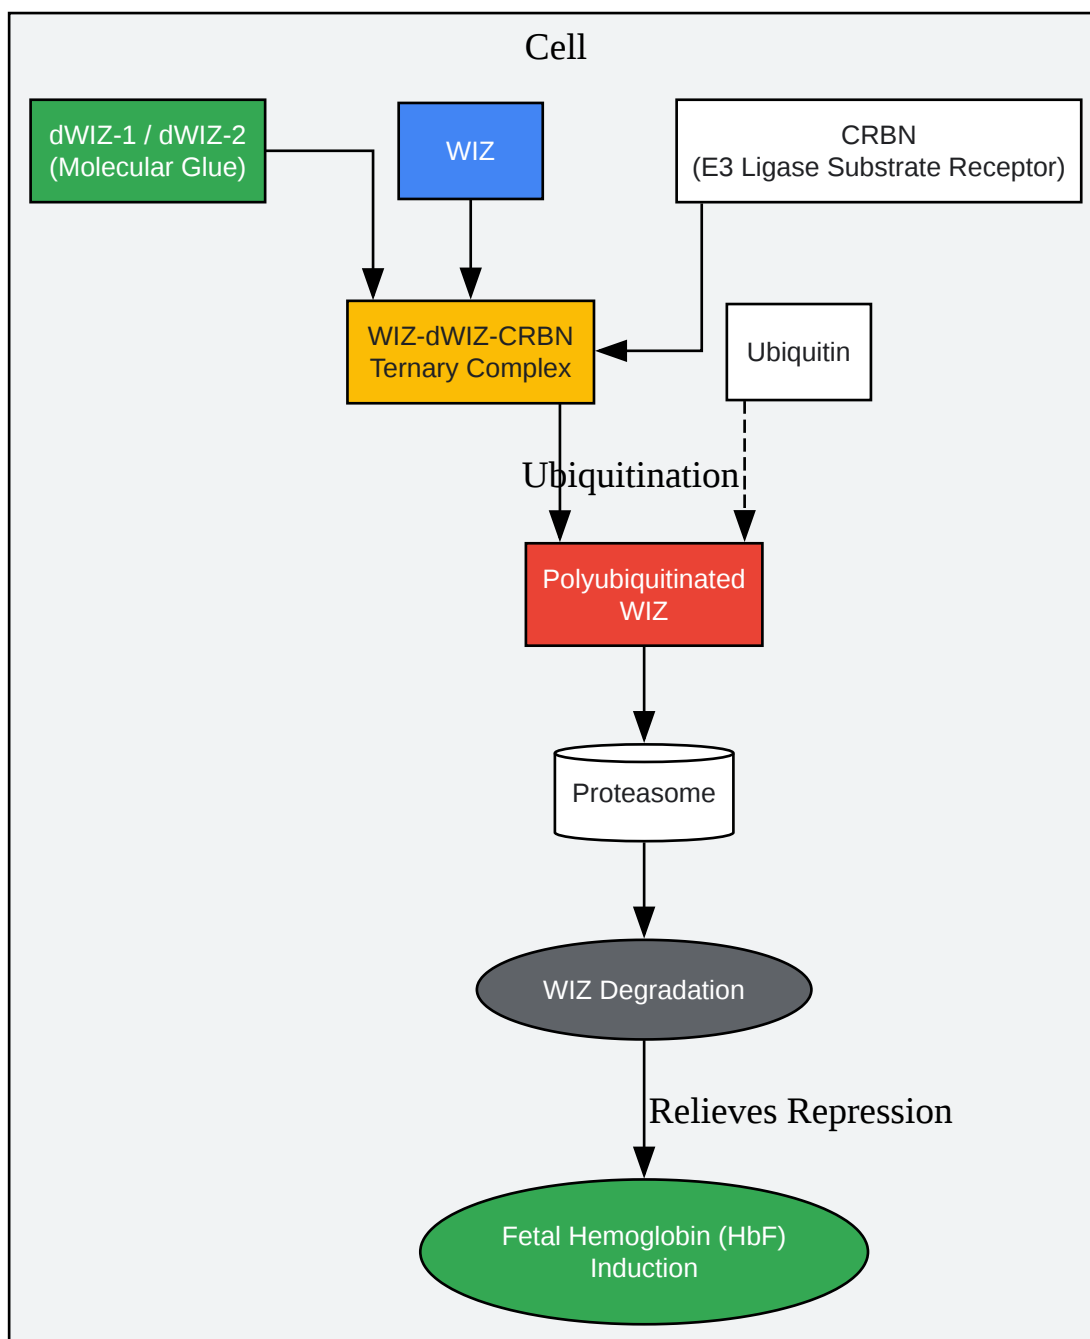 Cell
dWIZ-1 / dWIZ-2
(Molecular Glue)
WIZ
CRBN
(E3 Ligase Substrate Receptor)
WIZ-dWIZ-CRBN
Ternary Complex
Ubiquitin
Ubiquitination
Polyubiquitinated
WIZ
Proteasome
WIZ Degradation
Relieves Repression
Fetal Hemoglobin (HbF)
Induction